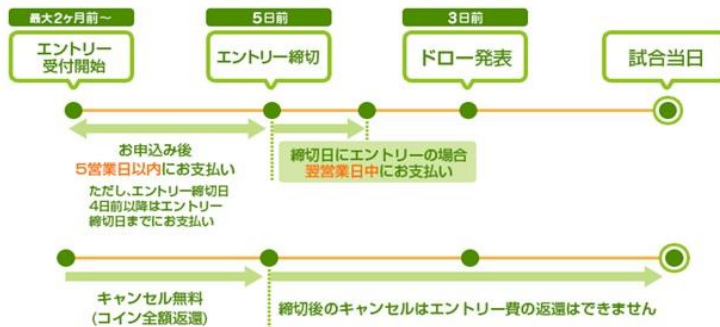 最大2ヶ月前～
エントリー
受付開始
5日前
エントリー締切
3日前
ドロー発表
試合当日
お申込み後
5営業日以内にお支払い
ただし、エントリー締切日
4日前以降はエントリー
締切日までにお支払い
締切日にエントリーの場合
翌営業日中にお支払い
キャンセル無料
(コイン全額返還)
締切後のキャンセルはエントリー費の返還はできません